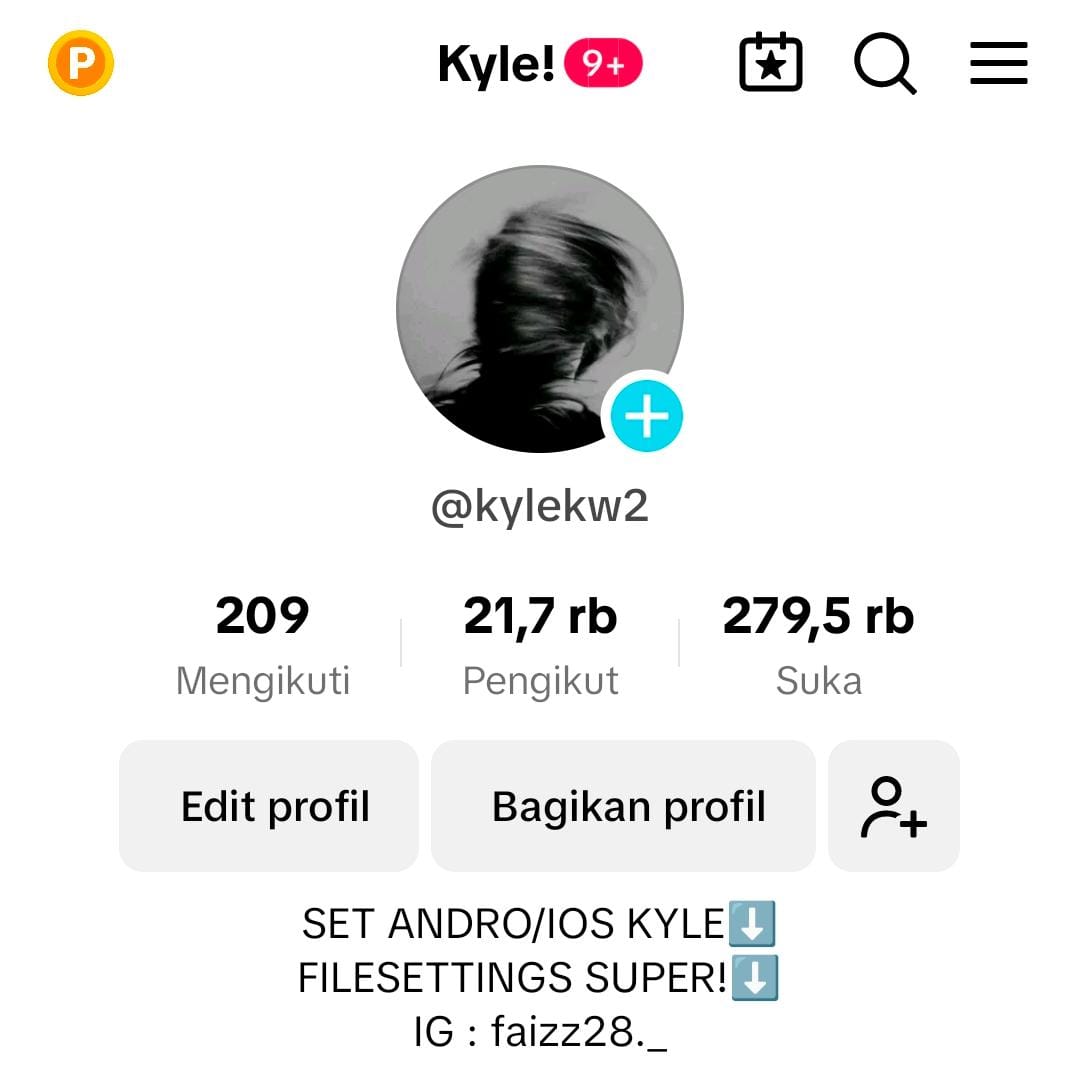 P
Kyle! 9+
@kylekw2
209 21,7 rb 279,5 rb
Mengikuti Pengikut Suka
Edit profil Bagikan profil
SET ANDRO/IOS KYLE⬇️
FILESETTINGS SUPER!⬇️
IG : faizz28._